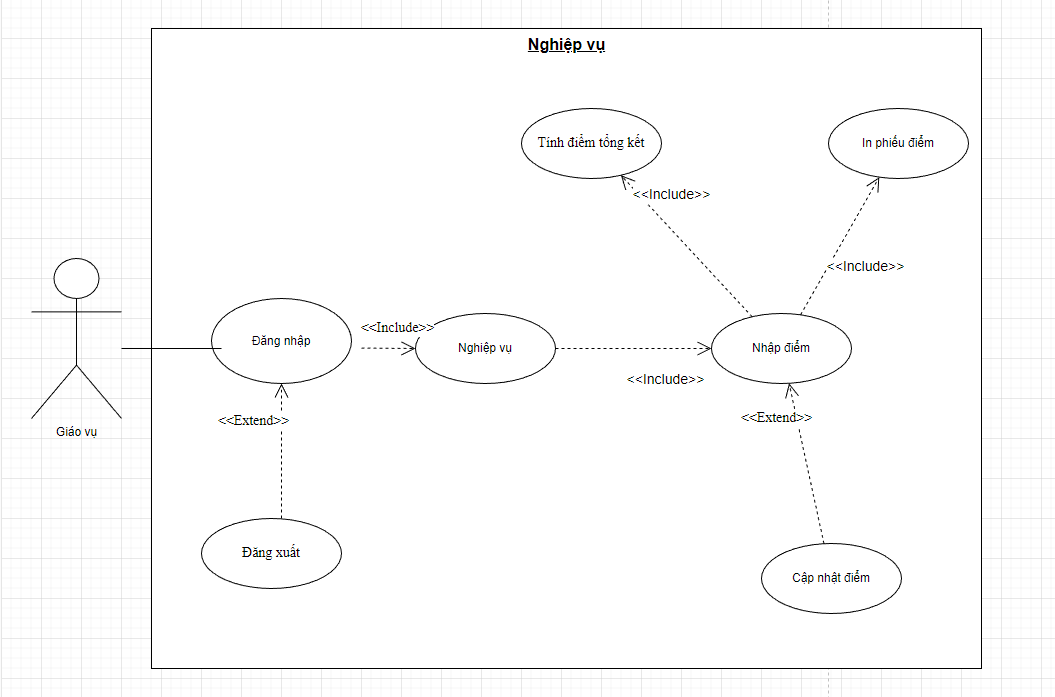 Nghiệp vụ
Tính điểm tổng kết
In phiếu điểm
<<Include>>
<<Include>>
Đăng nhập
<<Include>>
Nghiệp vụ
Nhập điểm
<<Include>>
<<Extend>>
<<Extend>>
Giáo vụ
Đăng xuất
Cập nhật điểm